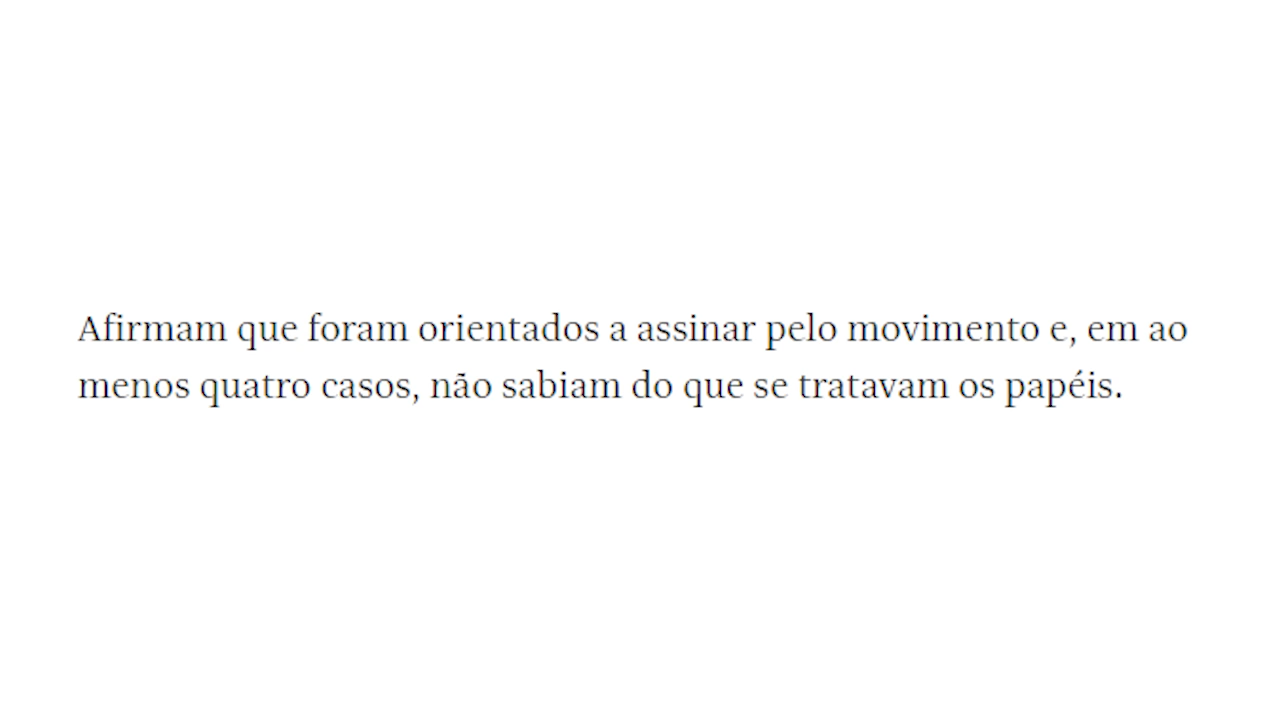 Afirmam que foram orientados a assinar pelo movimento e, em ao
menos quatro casos, não sabiam do que se tratavam os papéis.